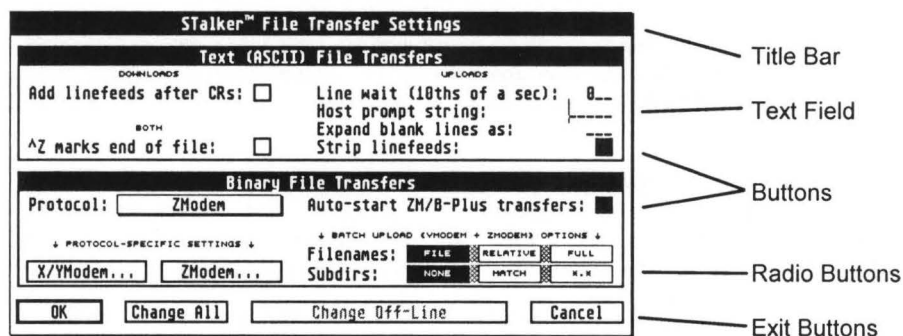 STalker™ File Transfer Settings
Title Bar
Text (ASCII) File Transfers
DOWNLOADS
UPLOADS
Add linefeeds after CRs:
Line wait (10ths of a sec): 0__
Host prompt string: _____
Text Field
BOTH
Expand blank lines as: ___
^Z marks end of file:
Strip linefeeds:
Buttons
Binary File Transfers
Protocol: ZModem
Auto-start ZM/B-Plus transfers:
↓ PROTOCOL-SPECIFIC SETTINGS ↓
↓ BATCH UPLOAD (YMODEM + ZMODEM) OPTIONS ↓
Filenames: FILE RELATIVE FULL
X/YModem... ZModem...
Subdirs: NONE MATCH *.*
Radio Buttons
OK Change All Change Off-Line Cancel
Exit Buttons